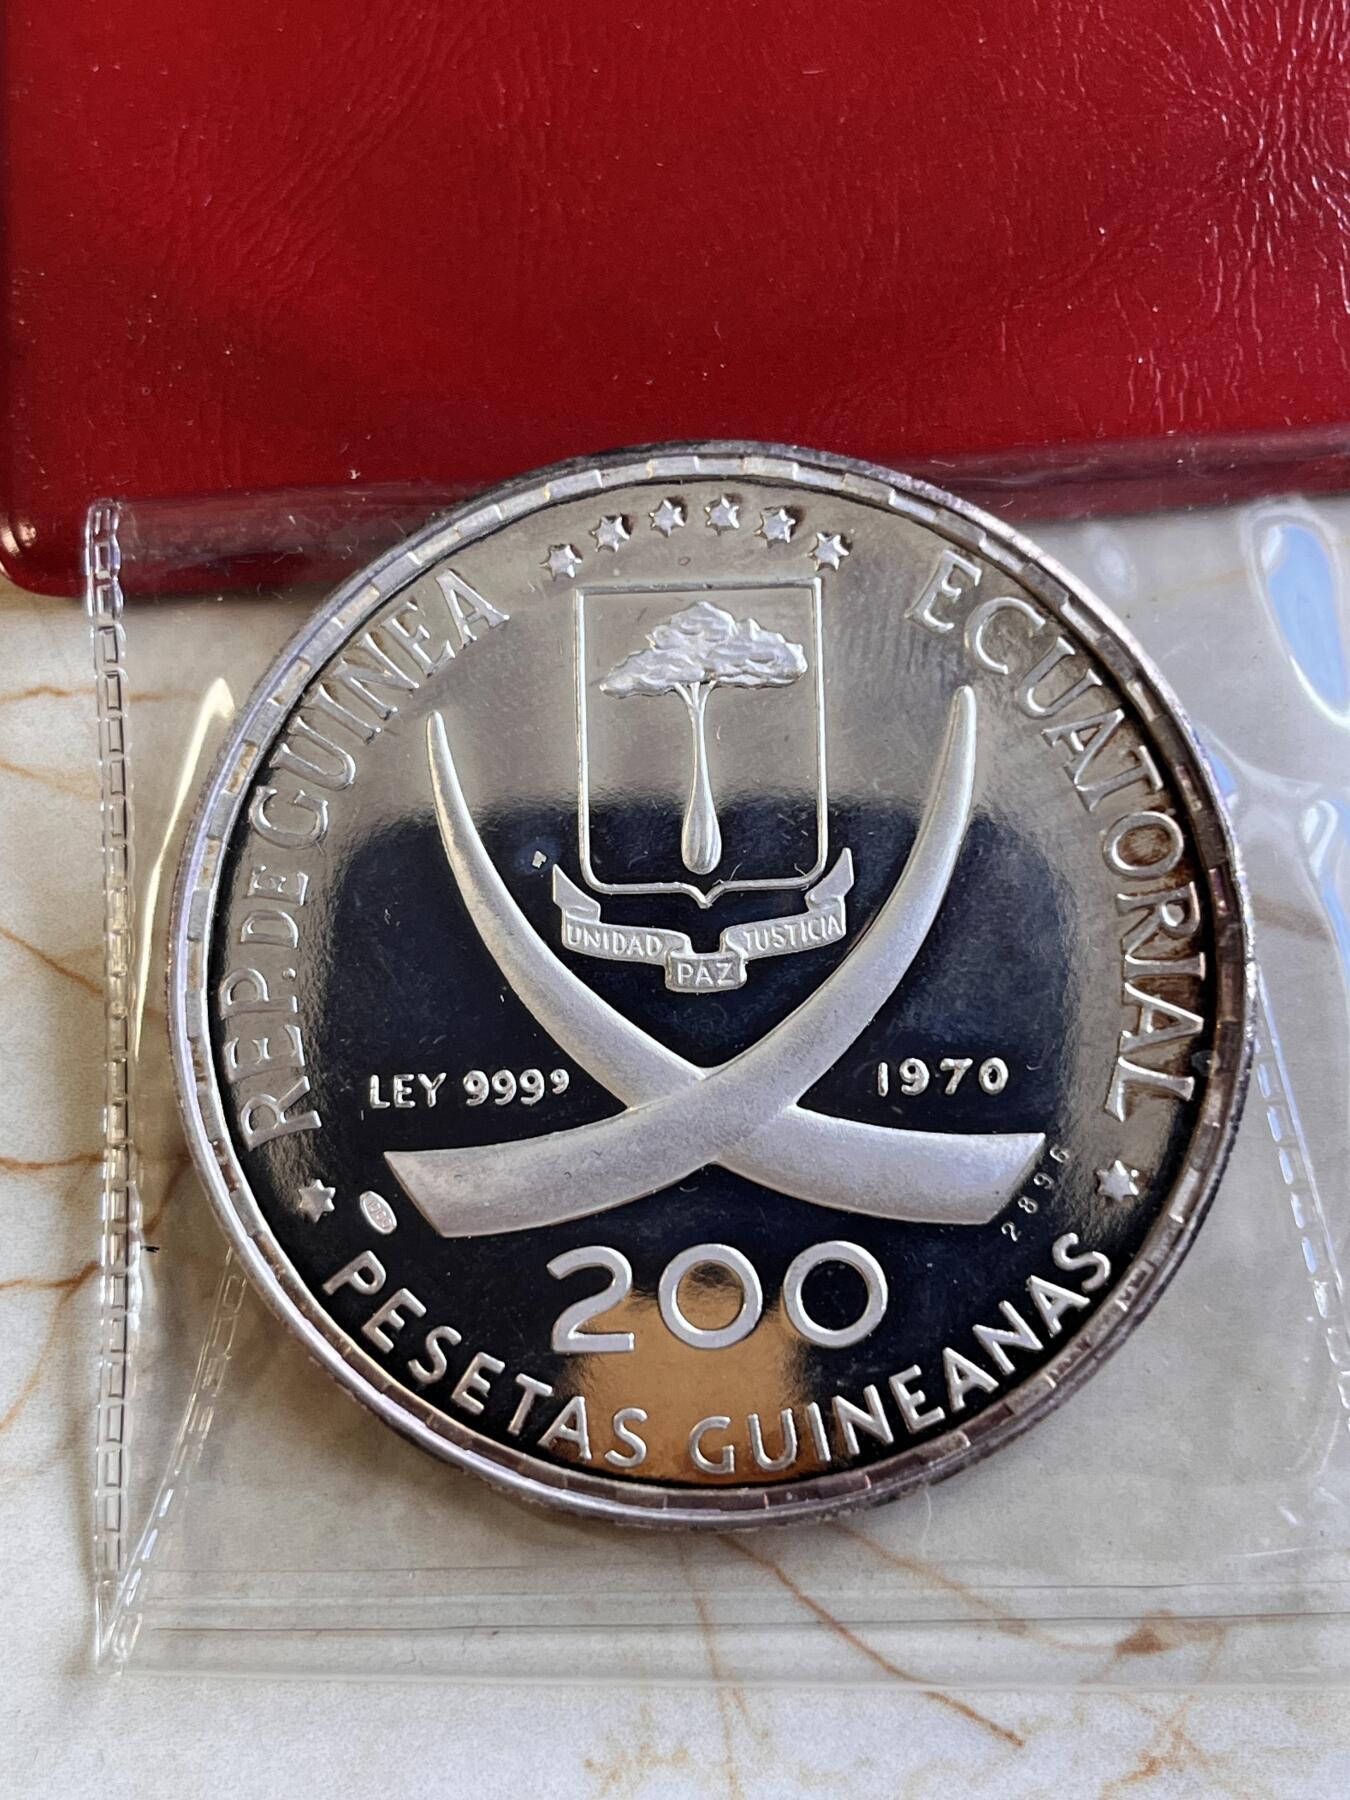 REP. DE GUINEA ECUATORIAL
UNIDAD PAZ JUSTICIA
LEY 9999
1970
2896
200
PESETAS GUINEANAS